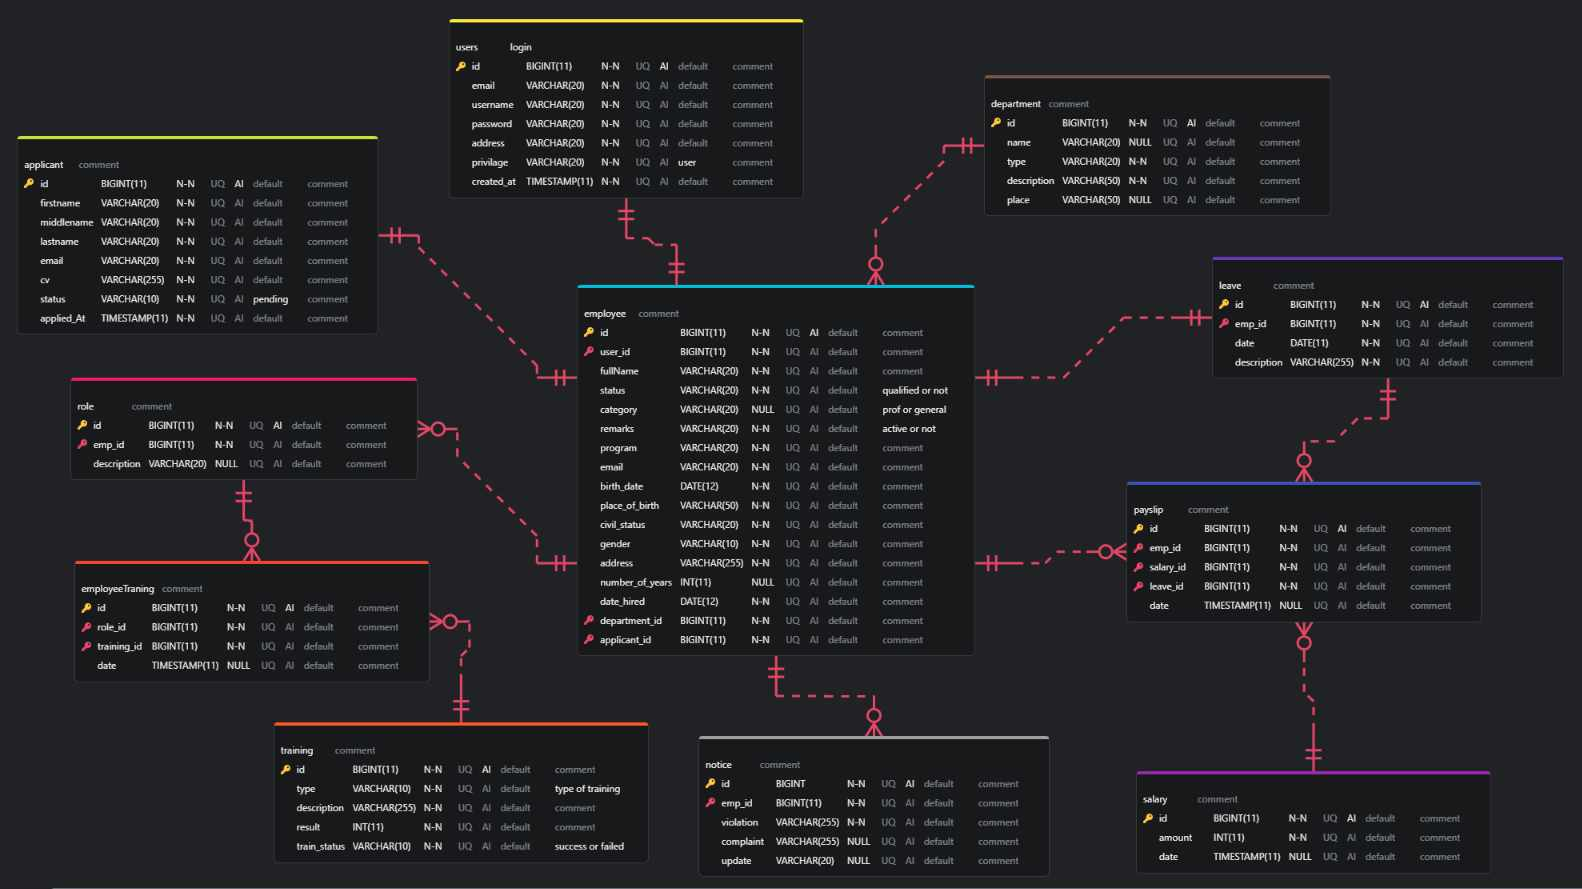 users login
id BIGINT(11) N-N UQ AI default comment
email VARCHAR(20) N-N UQ AI default comment
username VARCHAR(20) N-N UQ AI default comment
password VARCHAR(20) N-N UQ AI default comment
address VARCHAR(20) N-N UQ AI default comment
privilage VARCHAR(20) N-N UQ AI user comment
created_at TIMESTAMP(11) N-N UQ AI default comment
department comment
id BIGINT(11) N-N UQ AI default comment
name VARCHAR(20) NULL UQ AI default comment
type VARCHAR(20) N-N UQ AI default comment
description VARCHAR(50) N-N UQ AI default comment
place VARCHAR(50) NULL UQ AI default comment
applicant comment
id BIGINT(11) N-N UQ AI default comment
firstname VARCHAR(20) N-N UQ AI default comment
middlename VARCHAR(20) N-N UQ AI default comment
lastname VARCHAR(20) N-N UQ AI default comment
email VARCHAR(20) N-N UQ AI default comment
cv VARCHAR(255) N-N UQ AI default comment
status VARCHAR(10) N-N UQ AI pending comment
applied_At TIMESTAMP(11) N-N UQ AI default comment
leave comment
id BIGINT(11) N-N UQ AI default comment
emp_id BIGINT(11) N-N UQ AI default comment
date DATE(11) N-N UQ AI default comment
description VARCHAR(255) N-N UQ AI default comment
employee comment
id BIGINT(11) N-N UQ AI default comment
user_id BIGINT(11) N-N UQ AI default comment
fullName VARCHAR(20) N-N UQ AI default comment
status VARCHAR(20) N-N UQ AI default qualified or not
category VARCHAR(20) NULL UQ AI default prof or general
remarks VARCHAR(20) N-N UQ AI default active or not
program VARCHAR(20) N-N UQ AI default comment
email VARCHAR(20) N-N UQ AI default comment
birth_date DATE(12) N-N UQ AI default comment
place_of_birth VARCHAR(50) N-N UQ AI default comment
civil_status VARCHAR(20) N-N UQ AI default comment
gender VARCHAR(10) N-N UQ AI default comment
address VARCHAR(255) N-N UQ AI default comment
number_of_years INT(11) NULL UQ AI default comment
date_hired DATE(12) N-N UQ AI default comment
department_id BIGINT(11) N-N UQ AI default comment
applicant_id BIGINT(11) N-N UQ AI default comment
role comment
id BIGINT(11) N-N UQ AI default comment
emp_id BIGINT(11) N-N UQ AI default comment
description VARCHAR(20) NULL UQ AI default comment
payslip comment
id BIGINT(11) N-N UQ AI default comment
emp_id BIGINT(11) N-N UQ AI default comment
salary_id BIGINT(11) N-N UQ AI default comment
leave_id BIGINT(11) N-N UQ AI default comment
date TIMESTAMP(11) NULL UQ AI default comment
employeeTraning comment
id BIGINT(11) N-N UQ AI default comment
role_id BIGINT(11) N-N UQ AI default comment
training_id BIGINT(11) N-N UQ AI default comment
date TIMESTAMP(11) NULL UQ AI default comment
training comment
id BIGINT(11) N-N UQ AI default comment
type VARCHAR(10) N-N UQ AI default type of training
description VARCHAR(255) N-N UQ AI default comment
result INT(11) N-N UQ AI default comment
train_status VARCHAR(10) N-N UQ AI default success or failed
notice comment
id BIGINT N-N UQ AI default comment
emp_id BIGINT(11) N-N UQ AI default comment
violation VARCHAR(255) N-N UQ AI default comment
complaint VARCHAR(255) NULL UQ AI default comment
update VARCHAR(20) NULL UQ AI default comment
salary comment
id BIGINT(11) N-N UQ AI default comment
amount INT(11) N-N UQ AI default comment
date TIMESTAMP(11) NULL UQ AI default comment